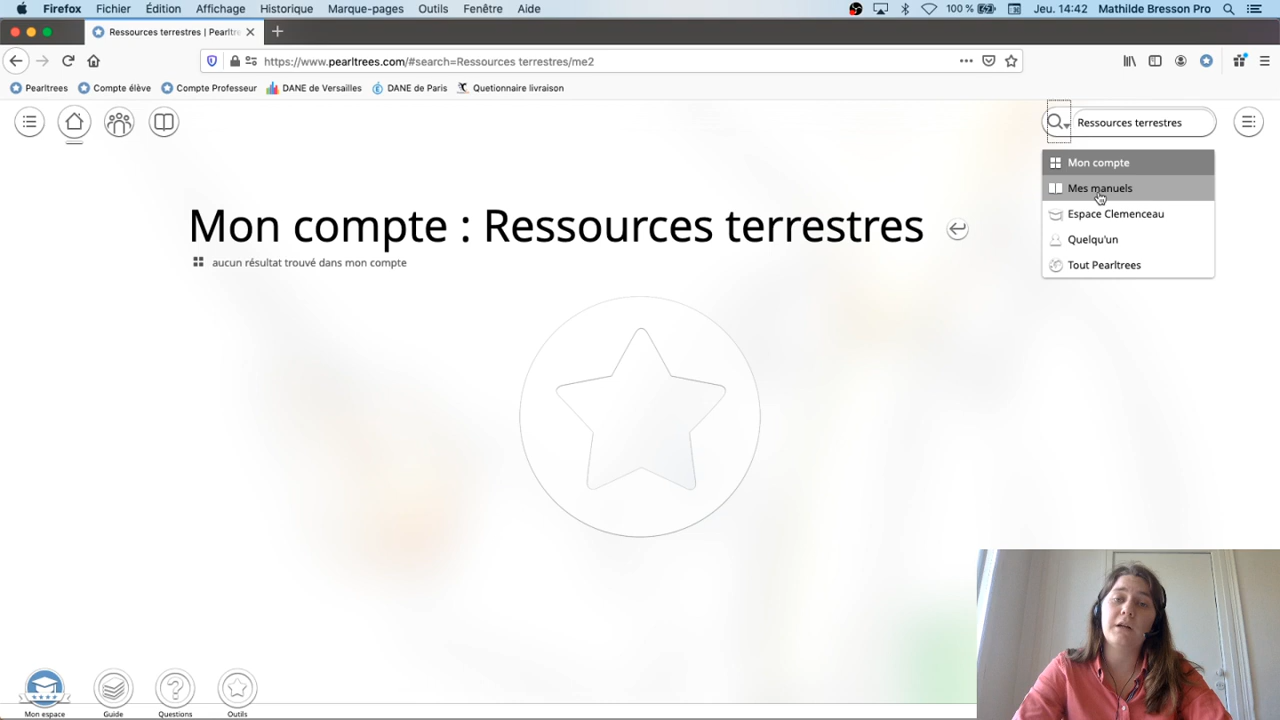 Firefox Fichier Édition Affichage Historique Marque-pages Outils Fenêtre Aide 100 % Jeu. 14:42 Mathilde Bresson Pro
Ressources terrestres | Pearltre
https://www.pearltrees.com/#search=Ressources terrestres/me2
Pearltrees Compte élève Compte Professeur DANE de Versailles DANE de Paris Quetionnaire livraison
Ressources terrestres
Mon compte
Mes manuels
Espace Clemenceau
Quelqu'un
Tout Pearltrees
Mon compte : Ressources terrestres
aucun résultat trouvé dans mon compte
Mon espace Guide Questions Outils